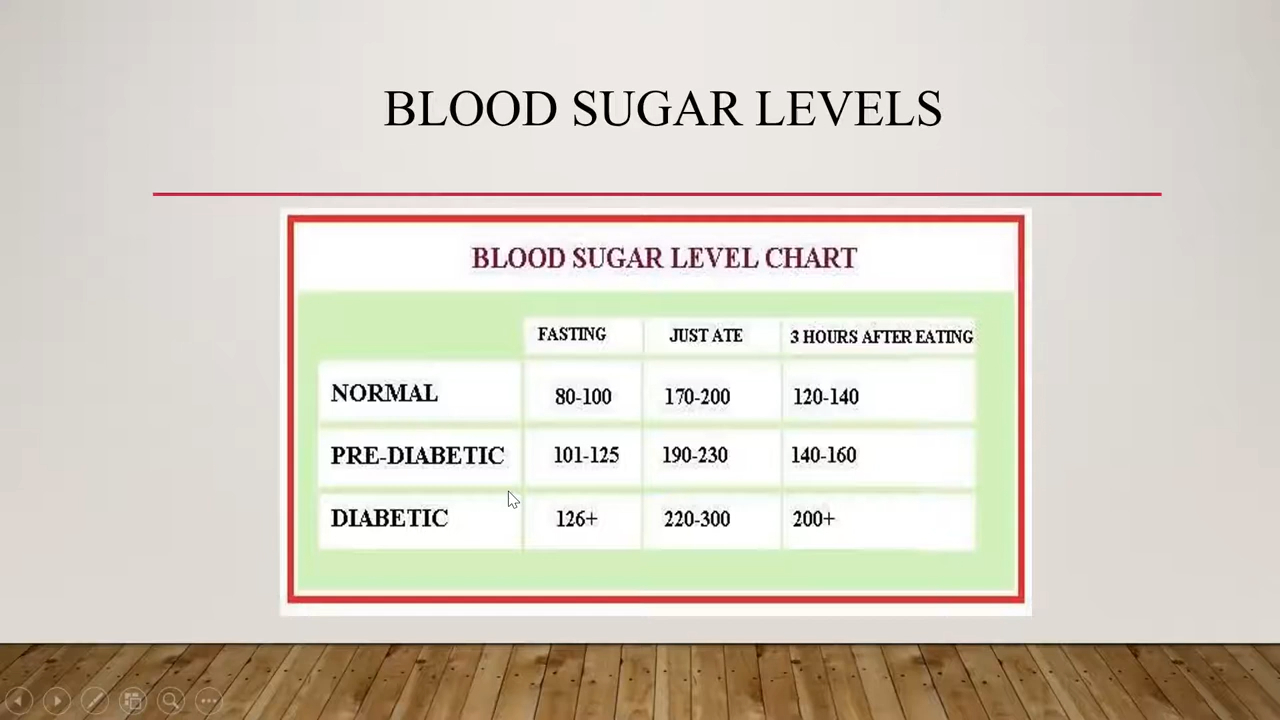 BLOOD SUGAR LEVELS
BLOOD SUGAR LEVEL CHART
FASTING JUST ATE 3 HOURS AFTER EATING
NORMAL 80-100 170-200 120-140
PRE-DIABETIC 101-125 190-230 140-160
DIABETIC 126+ 220-300 200+